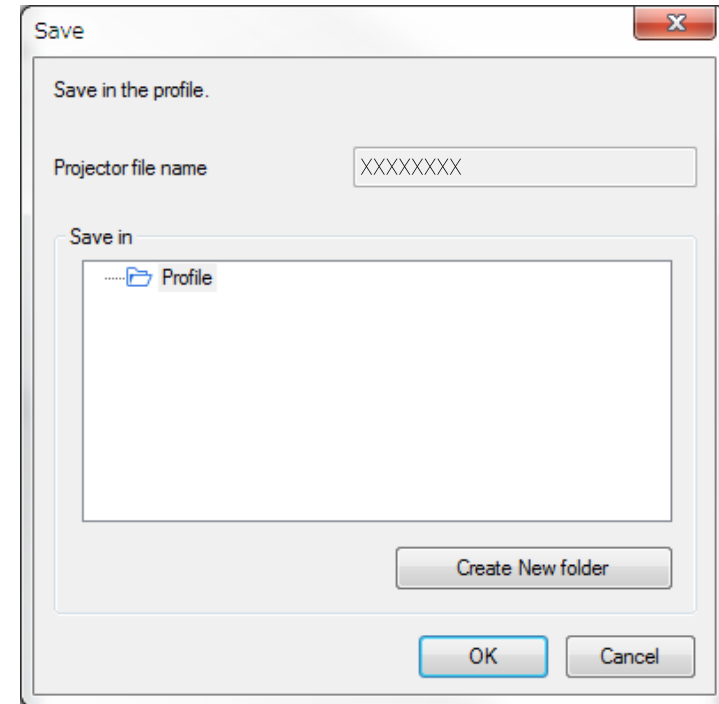 Save
Save in the profile.
Projector file name XXXXXXXX
Save in
Profile
Create New folder
OK Cancel